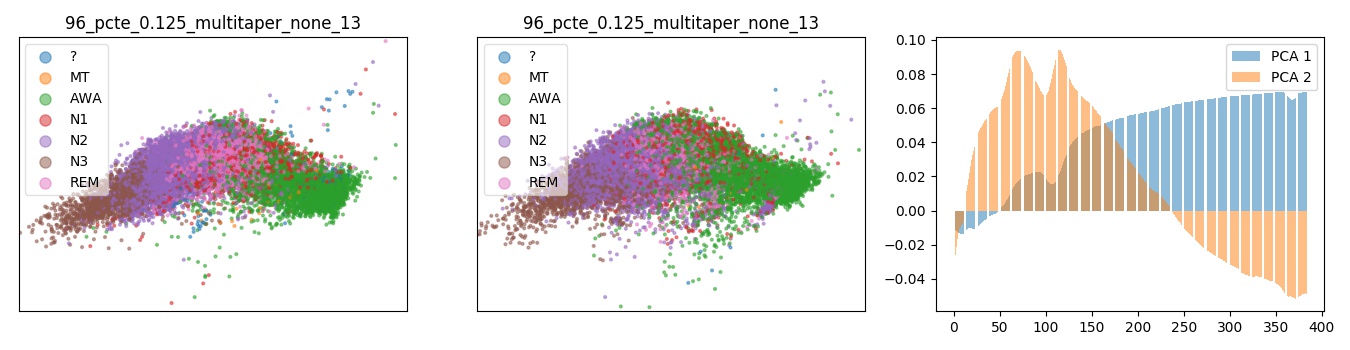 96_pcte_0.125_multitaper_none_13
?
MT
AWA
N1
N2
N3
REM
96_pcte_0.125_multitaper_none_13
?
MT
AWA
N1
N2
N3
REM
PCA 1
PCA 2
0.10
0.08
0.06
0.04
0.02
0.00
−0.02
−0.04
0 50 100 150 200 250 300 350 400